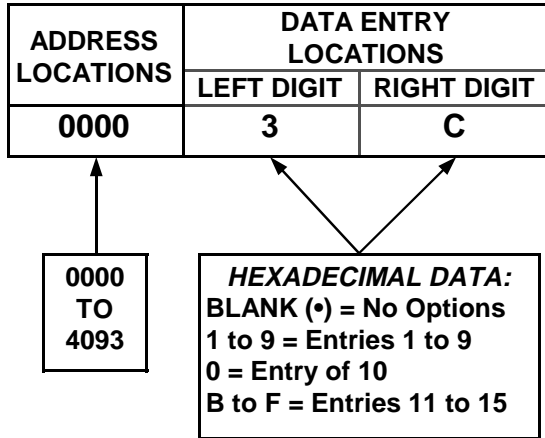 ADDRESS
LOCATIONS
DATA ENTRY
LOCATIONS
LEFT DIGIT
RIGHT DIGIT
0000
3
C
0000
TO
4093
HEXADECIMAL DATA:
BLANK (•) = No Options
1 to 9 = Entries 1 to 9
0 = Entry of 10
B to F = Entries 11 to 15